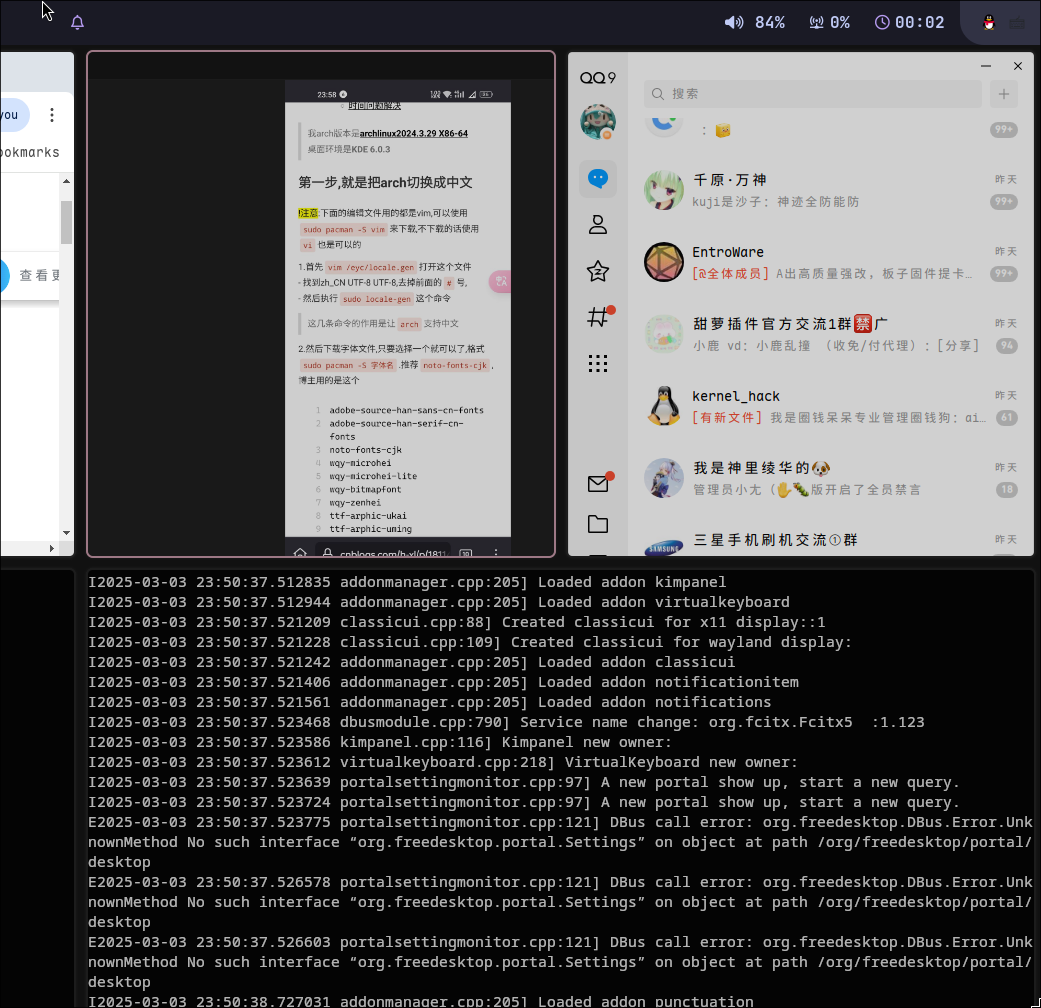 84%
0%
00:02
you
ookmarks
查看更
23:58
时间问题解决
我arch版本是archlinux2024.3.29 X86-64
桌面环境是KDE 6.0.3
第一步,就是把arch切换成中文
!注意:下面的编辑文件用的都是vim,可以使用
sudo pacman -S vim 来下载,不下载的话使用
vi 也是可以的
1.首先 vim /eyc/locale.gen 打开这个文件
- 找到zh_CN UTF-8 UTF-8,去掉前面的 # 号,
- 然后执行 sudo locale-gen 这个命令
这几条命令的作用是让 arch 支持中文
2.然后下载字体文件,只要选择一个就可以了,格式
sudo pacman -S 字体名 .推荐 noto-fonts-cjk ,
博主用的是这个
1 adobe-source-han-sans-cn-fonts
2 adobe-source-han-serif-cn-
fonts
3 noto-fonts-cjk
4 wqy-microhei
5 wqy-microhei-lite
6 wqy-bitmapfont
7 wqy-zenhei
8 ttf-arphic-ukai
9 ttf-arphic-uming
QQ9
搜索
:
99+
千原·万神
昨天
kuji是沙子: 神迹全防能防
99+
EntroWare
昨天
[@全体成员] A出高质量强改，板子固件提卡…
99+
甜萝插件官方交流1群🈲广
昨天
小鹿 vd: 小鹿乱撞 （收免/付代理）: [分享]
94
kernel_hack
昨天
[有新文件] 我是圈钱呆呆专业管理圈钱狗: ai…
61
我是神里绫华的🐶
昨天
管理员小尤（✋🐛版开启了全员禁言
18
三星手机刷机交流①群
昨天
SAMSUNG
I2025-03-03 23:50:37.512835 addonmanager.cpp:205] Loaded addon kimpanel
I2025-03-03 23:50:37.512944 addonmanager.cpp:205] Loaded addon virtualkeyboard
I2025-03-03 23:50:37.521209 classicui.cpp:88] Created classicui for x11 display::1
I2025-03-03 23:50:37.521228 classicui.cpp:109] Created classicui for wayland display:
I2025-03-03 23:50:37.521242 addonmanager.cpp:205] Loaded addon classicui
I2025-03-03 23:50:37.521406 addonmanager.cpp:205] Loaded addon notificationitem
I2025-03-03 23:50:37.521561 addonmanager.cpp:205] Loaded addon notifications
I2025-03-03 23:50:37.523468 dbusmodule.cpp:790] Service name change: org.fcitx.Fcitx5  :1.123
I2025-03-03 23:50:37.523586 kimpanel.cpp:116] Kimpanel new owner:
I2025-03-03 23:50:37.523612 virtualkeyboard.cpp:218] VirtualKeyboard new owner:
I2025-03-03 23:50:37.523639 portalsettingmonitor.cpp:97] A new portal show up, start a new query.
I2025-03-03 23:50:37.523724 portalsettingmonitor.cpp:97] A new portal show up, start a new query.
E2025-03-03 23:50:37.523775 portalsettingmonitor.cpp:121] DBus call error: org.freedesktop.DBus.Error.Unk
nownMethod No such interface “org.freedesktop.portal.Settings” on object at path /org/freedesktop/portal/
desktop
E2025-03-03 23:50:37.526578 portalsettingmonitor.cpp:121] DBus call error: org.freedesktop.DBus.Error.Unk
nownMethod No such interface “org.freedesktop.portal.Settings” on object at path /org/freedesktop/portal/
desktop
E2025-03-03 23:50:37.526603 portalsettingmonitor.cpp:121] DBus call error: org.freedesktop.DBus.Error.Unk
nownMethod No such interface “org.freedesktop.portal.Settings” on object at path /org/freedesktop/portal/
desktop
I2025-03-03 23:50:38.727031 addonmanager.cpp:205] Loaded addon punctuation